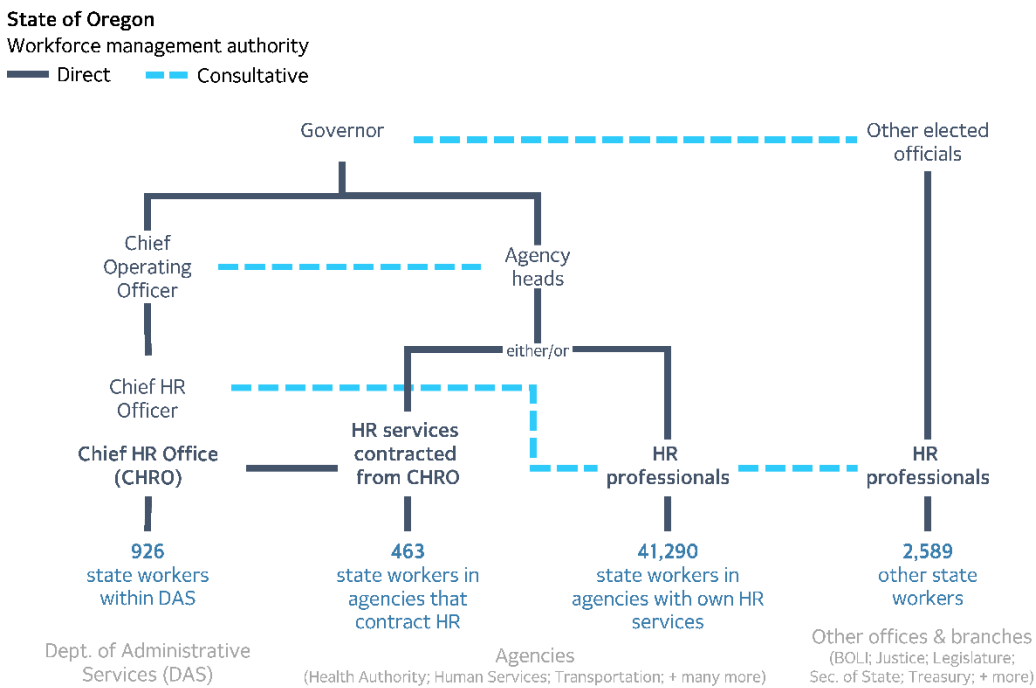 State of Oregon
Workforce management authority
Direct
Consultative
Governor
Other elected
officials
Chief
Operating
Officer
Agency
heads
either/or
Chief HR
Officer
Chief HR Office
(CHRO)
HR services
contracted
from CHRO
HR
professionals
HR
professionals
926
state workers
within DAS
463
state workers in
agencies that
contract HR
41,290
state workers in
agencies with own HR
services
2,589
other state
workers
Dept. of Administrative
Services (DAS)
Agencies
(Health Authority; Human Services; Transportation; + many more)
Other offices & branches
(BOLI; Justice; Legislature;
Sec. of State; Treasury; + more)